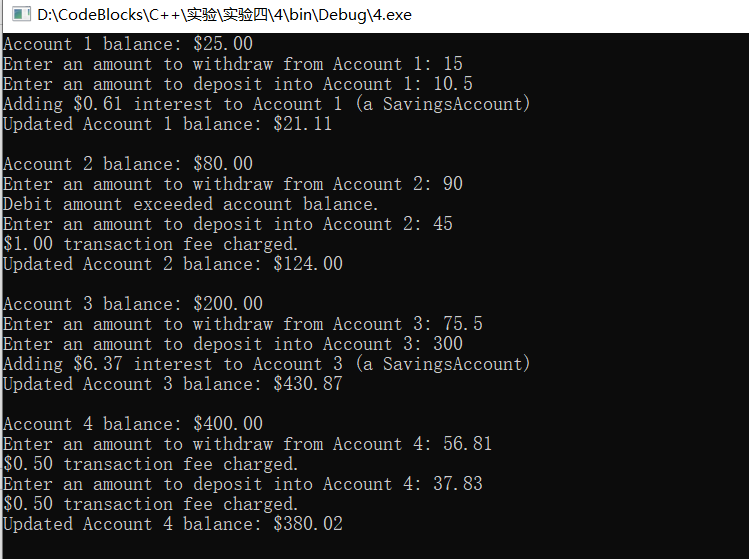 D:\CodeBlocks\C++\实验\实验四\4\bin\Debug\4.exe
Account 1 balance: $25.00
Enter an amount to withdraw from Account 1: 15
Enter an amount to deposit into Account 1: 10.5
Adding $0.61 interest to Account 1 (a SavingsAccount)
Updated Account 1 balance: $21.11
Account 2 balance: $80.00
Enter an amount to withdraw from Account 2: 90
Debit amount exceeded account balance.
Enter an amount to deposit into Account 2: 45
$1.00 transaction fee charged.
Updated Account 2 balance: $124.00
Account 3 balance: $200.00
Enter an amount to withdraw from Account 3: 75.5
Enter an amount to deposit into Account 3: 300
Adding $6.37 interest to Account 3 (a SavingsAccount)
Updated Account 3 balance: $430.87
Account 4 balance: $400.00
Enter an amount to withdraw from Account 4: 56.81
$0.50 transaction fee charged.
Enter an amount to deposit into Account 4: 37.83
$0.50 transaction fee charged.
Updated Account 4 balance: $380.02